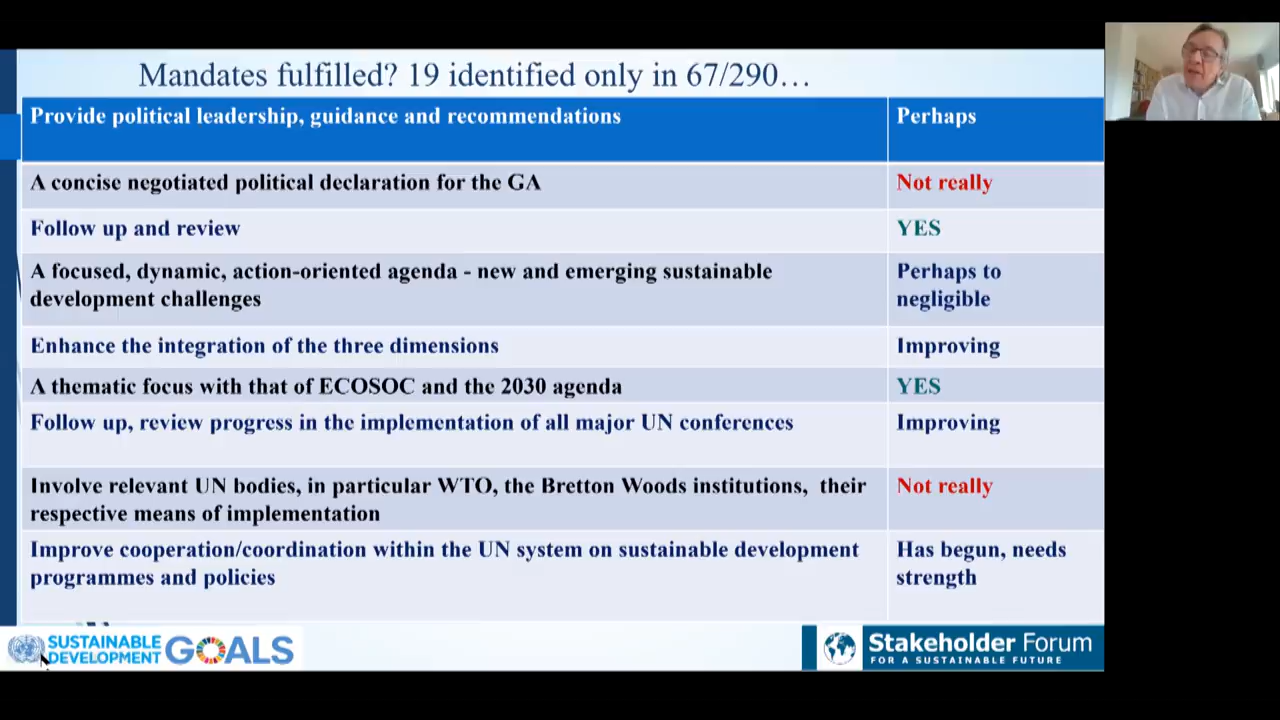 Mandates fulfilled? 19 identified only in 67/290…
Provide political leadership, guidance and recommendations
Perhaps
A concise negotiated political declaration for the GA
Not really
Follow up and review
YES
A focused, dynamic, action-oriented agenda - new and emerging sustainable
development challenges
Perhaps to
negligible
Enhance the integration of the three dimensions
Improving
A thematic focus with that of ECOSOC and the 2030 agenda
YES
Follow up, review progress in the implementation of all major UN conferences
Improving
Involve relevant UN bodies, in particular WTO, the Bretton Woods institutions, their
respective means of implementation
Not really
Improve cooperation/coordination within the UN system on sustainable development
programmes and policies
Has begun, needs
strength
SUSTAINABLE
DEVELOPMENT
GOALS
Stakeholder Forum
FOR A SUSTAINABLE FUTURE